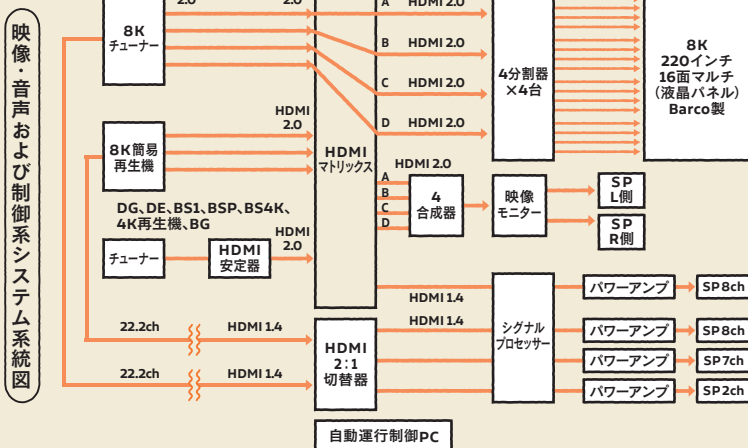 映像・音声および制御系システム系統図
2.0
2.0
A
HDMI 2.0
8K
チューナー
B
HDMI 2.0
C
HDMI 2.0
D
HDMI 2.0
4分割器
×4台
8K
220インチ
16面マルチ
(液晶パネル)
Barco製
HDMI
2.0
8K簡易
再生機
HDMI
マトリックス
HDMI 2.0
A
B
C
D
4
合成器
映像
モニター
SP
L側
SP
R側
DG、DE、BS1、BSP、BS4K、
4K再生機、BG
HDMI
2.0
チューナー
HDMI
安定器
HDMI 1.4
HDMI 1.4
シグナル
プロセッサー
パワーアンプ
SP8ch
パワーアンプ
SP8ch
パワーアンプ
SP7ch
パワーアンプ
SP2ch
22.2ch
HDMI 1.4
22.2ch
HDMI 1.4
HDMI
2:1
切替器
自動運行制御PC